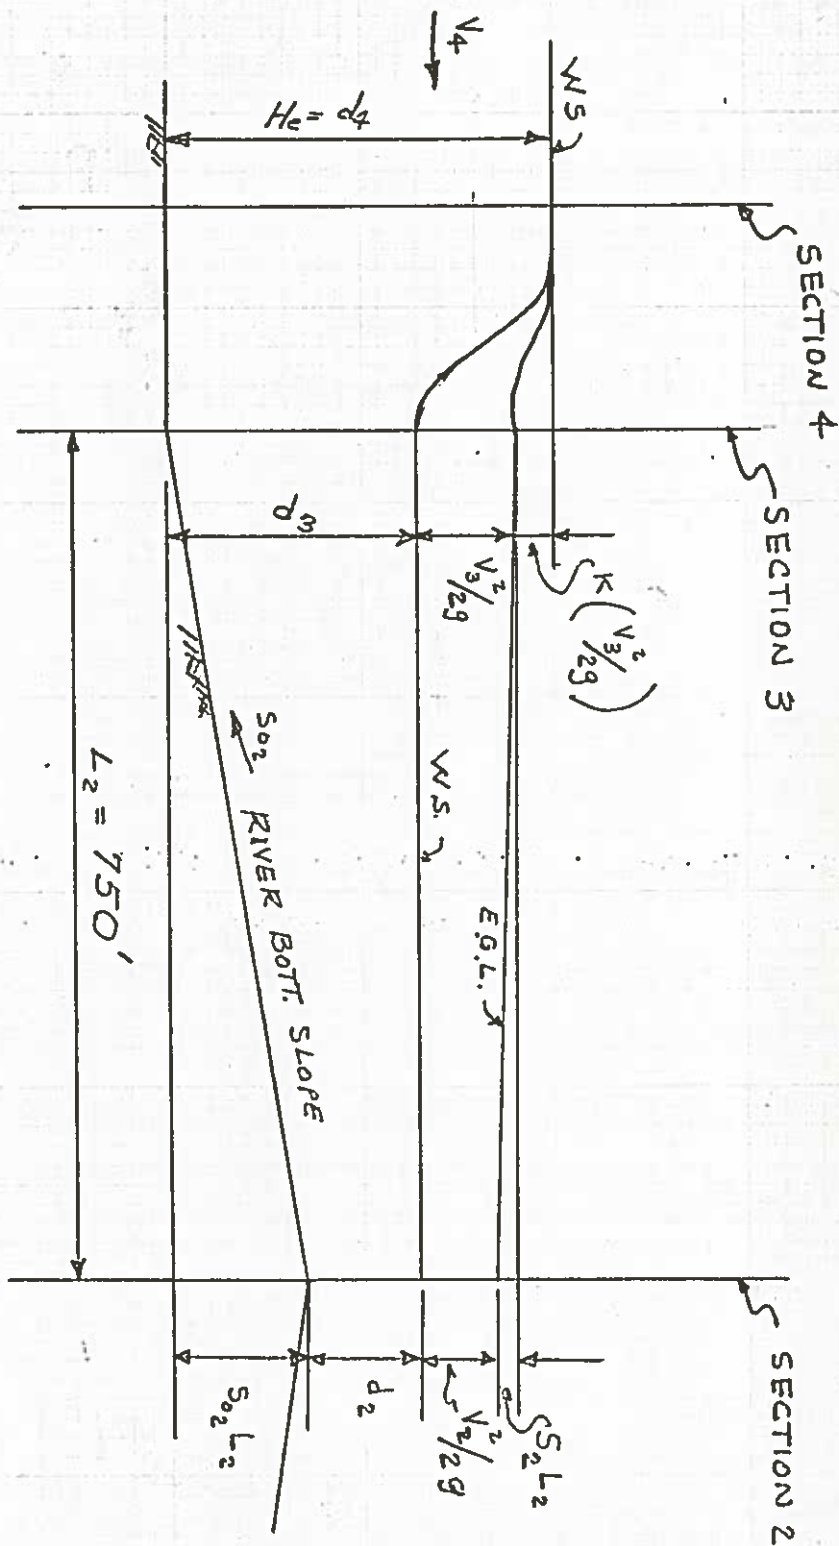 SECTION 4
SECTION 3
SECTION 2
WS
V4
He = d4
K (V3²/2g)
V3²/2g
d3
W.S.
E.G.L.
So2 RIVER BOTT. SLOPE
S2L2
V2²/2g
d2
So2L2
L2 = 750'